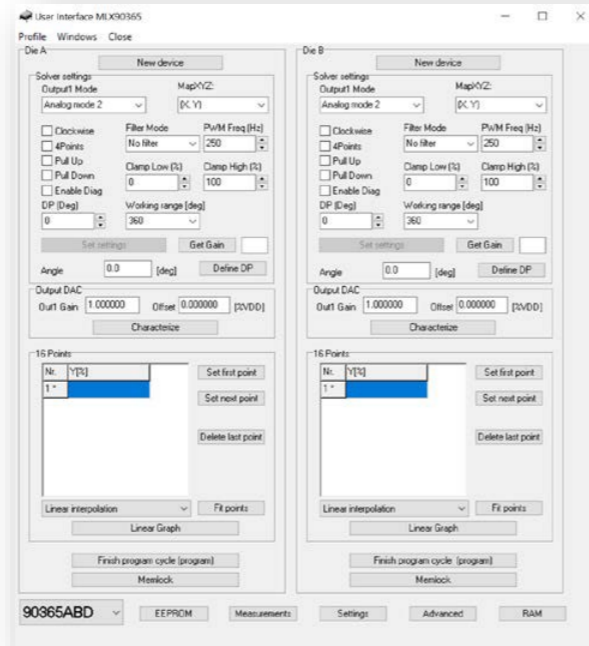 User Interface MLX90365
Profile Windows Close
Die A
New device
Solver settings
Output1 Mode
MapXYZ:
Analog mode 2
(X, Y)
Clockwise
4Points
Pull Up
Pull Down
Enable Diag
Filter Mode
PWM Freq [Hz]
No filter
250
Clamp Low [%]
Clamp High [%]
0
100
DP [Deg]
Working range [deg]
0
360
Set settings
Get Gain
Angle
0.0
[deg]
Define DP
Output DAC
Out1 Gain 1.000000 Offset 0.000000 [%VDD]
Characterize
16 Points
Nr. Y[%]
1 *
Set first point
Set next point
Delete last point
Linear interpolation
Fit points
Linear Graph
Finish program cycle (program)
Memlock
Die B
New device
Solver settings
Output1 Mode
MapXYZ:
Analog mode 2
(X, Y)
Clockwise
4Points
Pull Up
Pull Down
Enable Diag
Filter Mode
PWM Freq [Hz]
No filter
250
Clamp Low [%]
Clamp High [%]
0
100
DP [Deg]
Working range [deg]
0
360
Set settings
Get Gain
Angle
0.0
[deg]
Define DP
Output DAC
Out1 Gain 1.000000 Offset 0.000000 [%VDD]
Characterize
16 Points
Nr. Y[%]
1 *
Set first point
Set next point
Delete last point
Linear interpolation
Fit points
Linear Graph
Finish program cycle (program)
Memlock
90365ABD
EEPROM
Measurements
Settings
Advanced
RAM